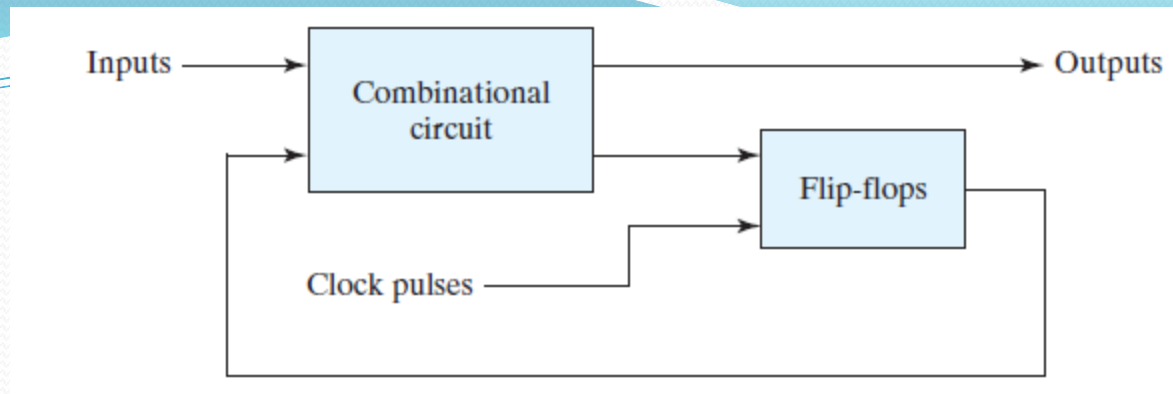 Inputs
Combinational
circuit
Outputs
Flip-flops
Clock pulses